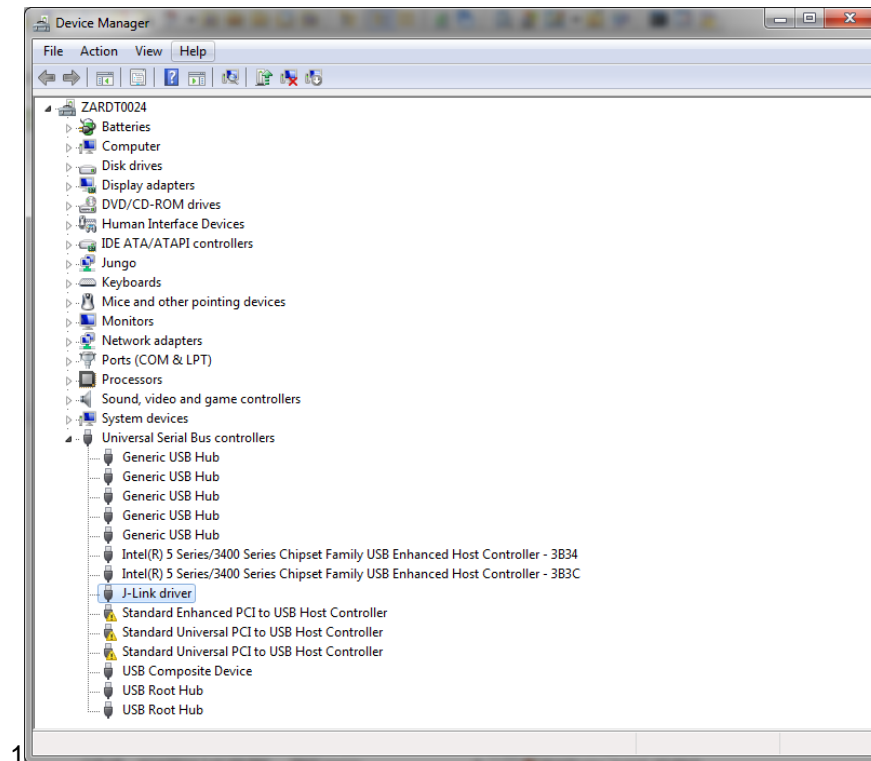 Device Manager
File Action View Help
ZARDT0024
Batteries
Computer
Disk drives
Display adapters
DVD/CD-ROM drives
Human Interface Devices
IDE ATA/ATAPI controllers
Jungo
Keyboards
Mice and other pointing devices
Monitors
Network adapters
Ports (COM & LPT)
Processors
Sound, video and game controllers
System devices
Universal Serial Bus controllers
Generic USB Hub
Generic USB Hub
Generic USB Hub
Generic USB Hub
Generic USB Hub
Intel(R) 5 Series/3400 Series Chipset Family USB Enhanced Host Controller - 3B34
Intel(R) 5 Series/3400 Series Chipset Family USB Enhanced Host Controller - 3B3C
J-Link driver
Standard Enhanced PCI to USB Host Controller
Standard Universal PCI to USB Host Controller
Standard Universal PCI to USB Host Controller
USB Composite Device
USB Root Hub
USB Root Hub
1